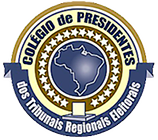 COLÉGIO de PRESIDENTES
dos Tribunais Regionais Eleitorais